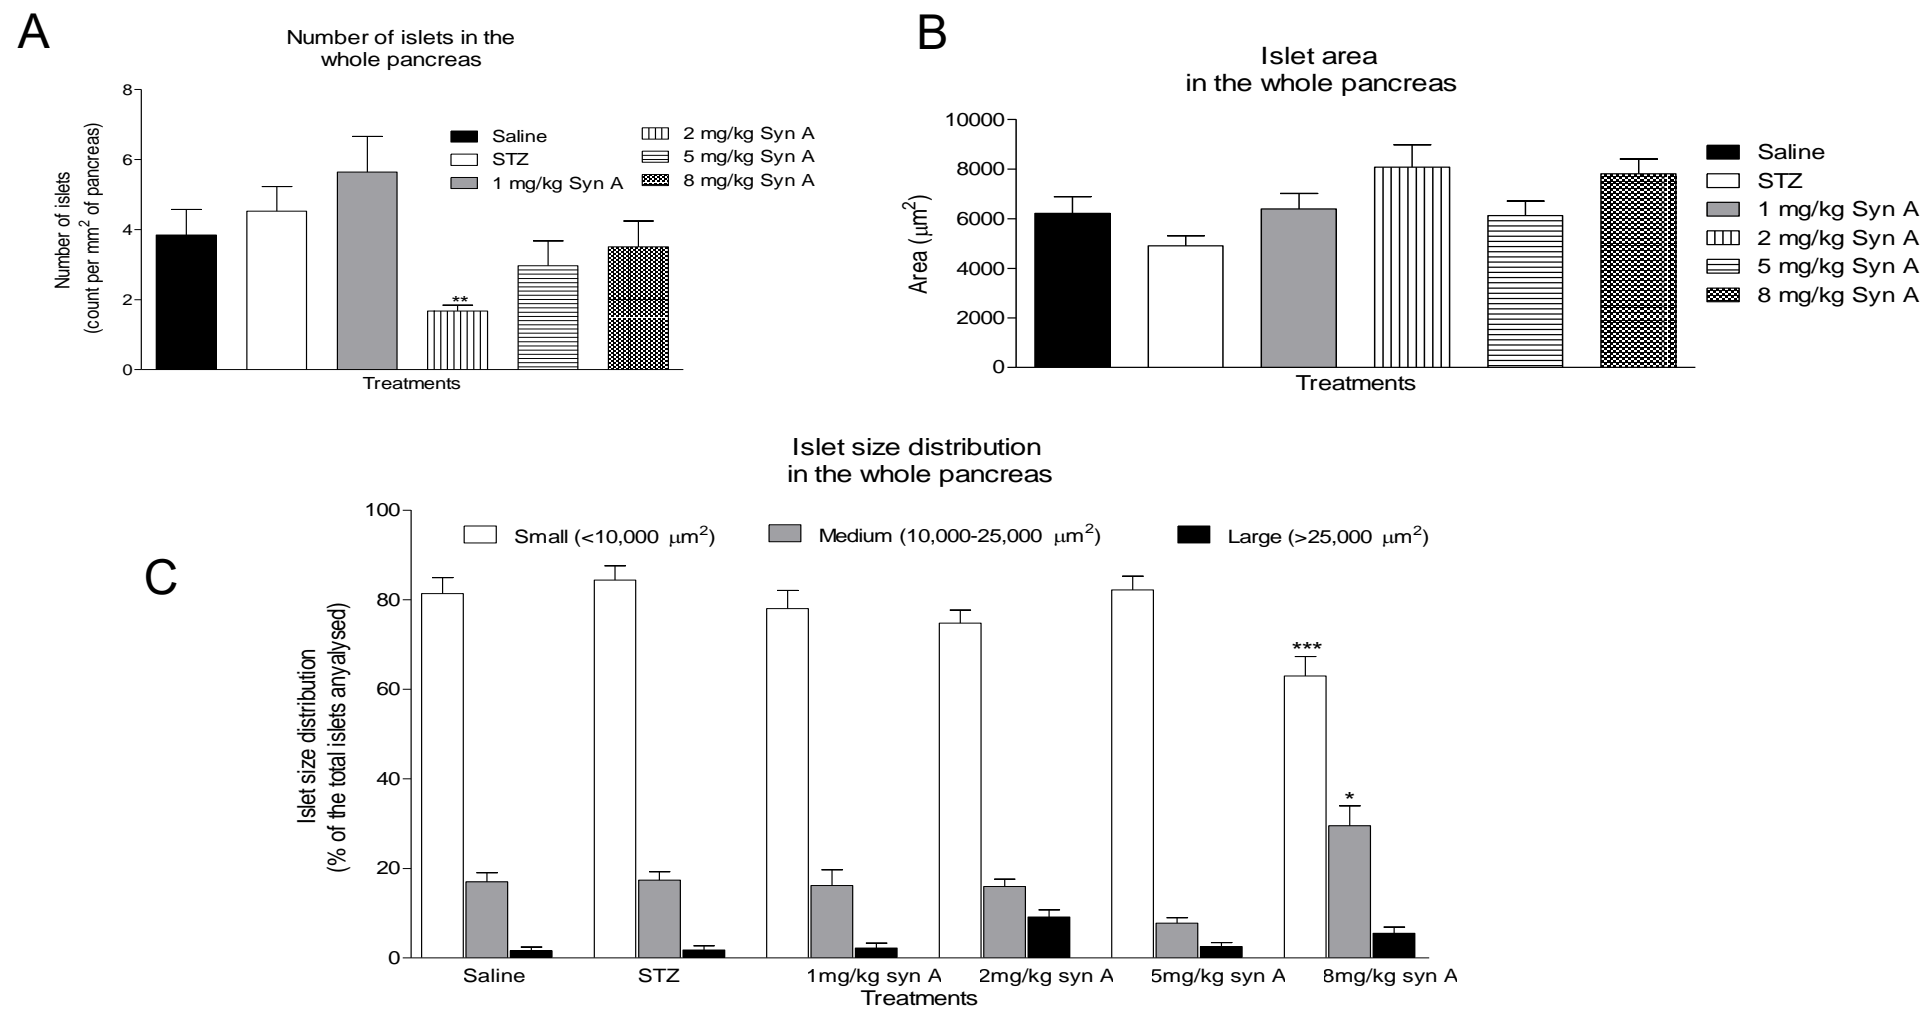 A
Number of islets in the
whole pancreas
Number of islets
(count per mm2 of pancreas)
8
6
4
2
0
Saline
STZ
1 mg/kg Syn A
2 mg/kg Syn A
5 mg/kg Syn A
8 mg/kg Syn A
**
Treatments
B
Islet area
in the whole pancreas
Area (μm2)
10000
8000
6000
4000
2000
0
Saline
STZ
1 mg/kg Syn A
2 mg/kg Syn A
5 mg/kg Syn A
8 mg/kg Syn A
Treatments
C
Islet size distribution
in the whole pancreas
Islet size distribution
(% of the total islets anyalysed)
100
80
60
40
20
0
Small (<10,000 μm2)
Medium (10,000-25,000 μm2)
Large (>25,000 μm2)
***
*
Saline
STZ
1mg/kg syn A
2mg/kg syn A
5mg/kg syn A
8mg/kg syn A
Treatments